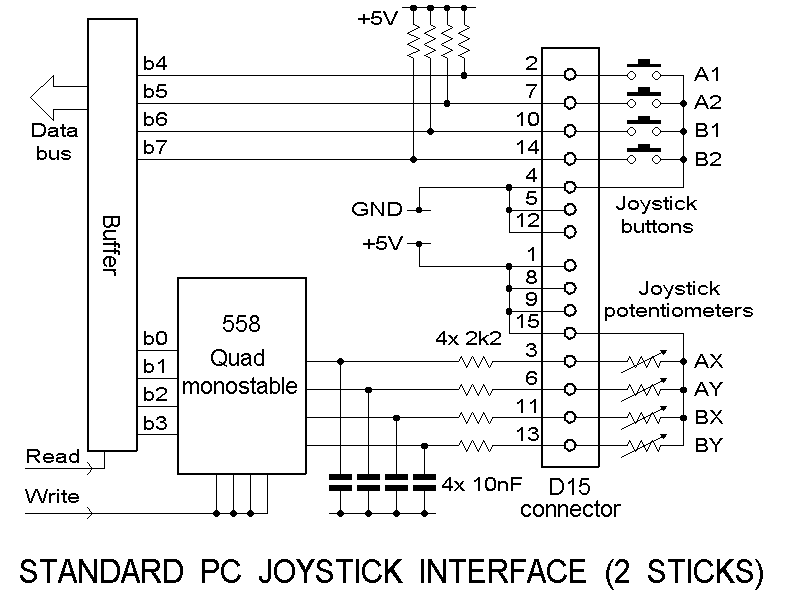 +5V
b4
2
A1
b5
7
A2
Data
bus
b6
10
B1
b7
14
B2
4
GND
5
Joystick
buttons
12
+5V
Buffer
1
8
Joystick
potentiometers
9
558
Quad
monostable
15
b0
4x 2k2
3
AX
b1
6
AY
b2
11
BX
b3
13
BY
Read
4x 10nF
Write
D15
connector
STANDARD PC JOYSTICK INTERFACE (2 STICKS)